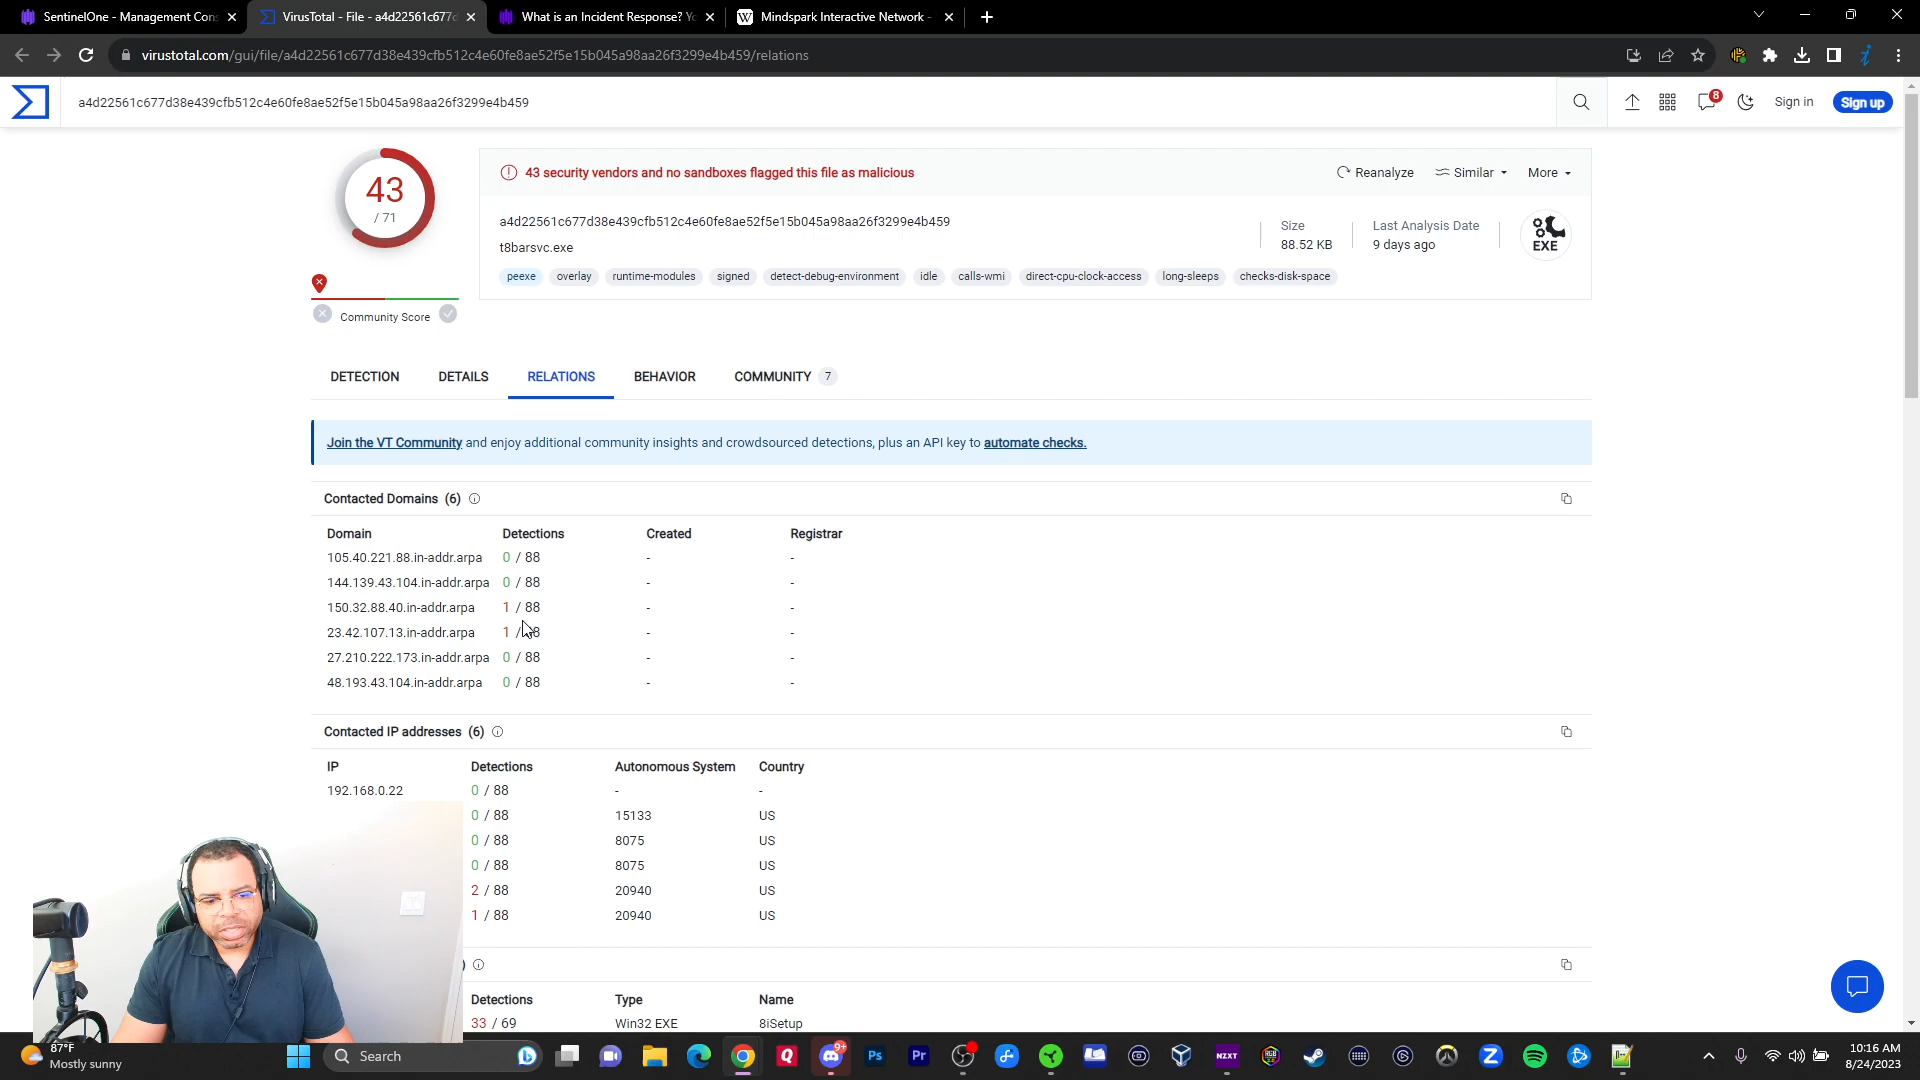 SentinelOne - Management Cons
VirusTotal - File - a4d22561c677d
What is an Incident Response? Yo
Mindspark Interactive Network -
virustotal.com/gui/file/a4d22561c677d38e439cfb512c4e60fe8ae52f5e15b045a98aa26f3299e4b459/relations
a4d22561c677d38e439cfb512c4e60fe8ae52f5e15b045a98aa26f3299e4b459
8
Sign in
Sign up
43
/ 71
Community Score
43 security vendors and no sandboxes flagged this file as malicious
Reanalyze
Similar
More
a4d22561c677d38e439cfb512c4e60fe8ae52f5e15b045a98aa26f3299e4b459
t8barsvc.exe
Size
88.52 KB
Last Analysis Date
9 days ago
EXE
peexe overlay runtime-modules signed detect-debug-environment idle calls-wmi direct-cpu-clock-access long-sleeps checks-disk-space
DETECTION DETAILS RELATIONS BEHAVIOR COMMUNITY 7
Join the VT Community and enjoy additional community insights and crowdsourced detections, plus an API key to automate checks.
Contacted Domains (6)
Domain Detections Created Registrar
105.40.221.88.in-addr.arpa 0 / 88 - -
144.139.43.104.in-addr.arpa 0 / 88 - -
150.32.88.40.in-addr.arpa 1 / 88 - -
23.42.107.13.in-addr.arpa 1 / 88 - -
27.210.222.173.in-addr.arpa 0 / 88 - -
48.193.43.104.in-addr.arpa 0 / 88 - -
Contacted IP addresses (6)
IP Detections Autonomous System Country
192.168.0.22 0 / 88 - -
0 / 88 15133 US
0 / 88 8075 US
0 / 88 8075 US
2 / 88 20940 US
1 / 88 20940 US
)
Detections Type Name
33 / 69 Win32 EXE 8iSetup
87°F
Mostly sunny
Search
Q
9+
Ps
Pr
NZXT
Z
10:16 AM
8/24/2023